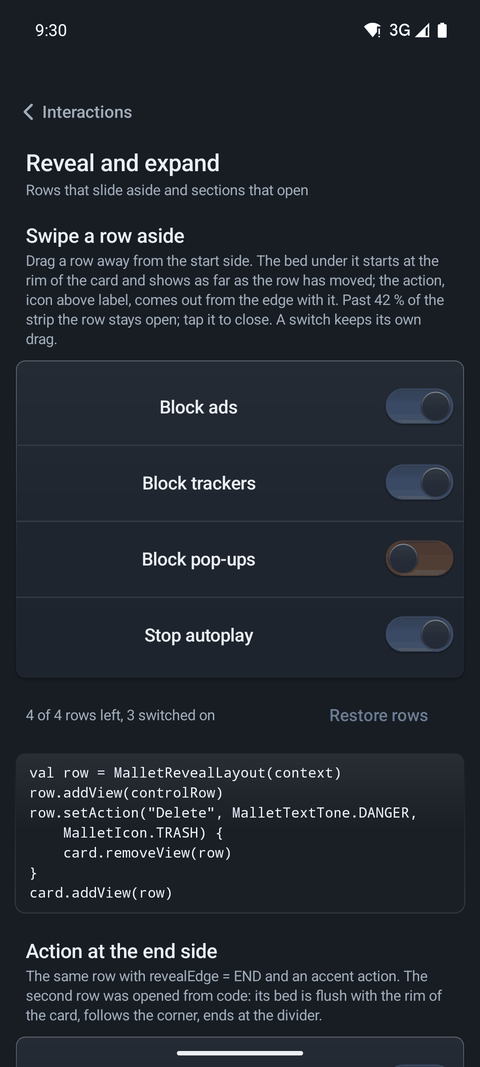 9:30
3G
Interactions
Reveal and expand
Rows that slide aside and sections that open
Swipe a row aside
Drag a row away from the start side. The bed under it starts at the
rim of the card and shows as far as the row has moved; the action,
icon above label, comes out from the edge with it. Past 42 % of the
strip the row stays open; tap it to close. A switch keeps its own
drag.
Block ads
Block trackers
Block pop-ups
Stop autoplay
4 of 4 rows left, 3 switched on
Restore rows
val row = MalletRevealLayout(context)
row.addView(controlRow)
row.setAction("Delete", MalletTextTone.DANGER,
    MalletIcon.TRASH) {
    card.removeView(row)
}
card.addView(row)
Action at the end side
The same row with revealEdge = END and an accent action. The
second row was opened from code: its bed is flush with the rim of
the card, follows the corner, ends at the divider.